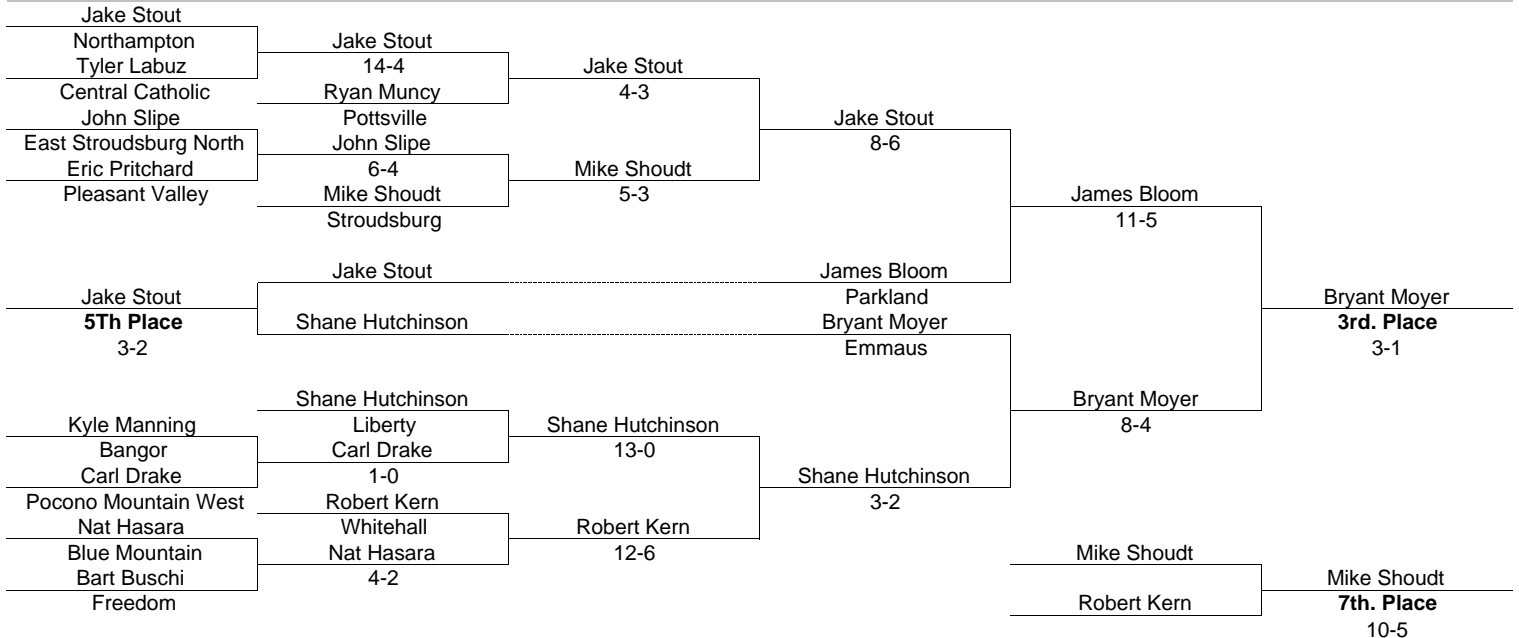 Jake Stout
Northampton Jake Stout
Tyler Labuz 14-4 Jake Stout
Central Catholic Ryan Muncy 4-3
John Slipe Pottsville Jake Stout
East Stroudsburg North John Slipe 8-6
Eric Pritchard 6-4 Mike Shoudt
Pleasant Valley Mike Shoudt 5-3 James Bloom
Stroudsburg 11-5
Jake Stout James Bloom
Jake Stout Parkland Bryant Moyer
5Th Place Shane Hutchinson Bryant Moyer 3rd. Place
3-2 Emmaus 3-1
Shane Hutchinson Bryant Moyer
Kyle Manning Liberty Shane Hutchinson 8-4
Bangor Carl Drake 13-0
Carl Drake 1-0 Shane Hutchinson
Pocono Mountain West Robert Kern 3-2
Nat Hasara Whitehall Robert Kern
Blue Mountain Nat Hasara 12-6 Mike Shoudt
Bart Buschi 4-2 Mike Shoudt
Freedom Robert Kern 7th. Place
10-5